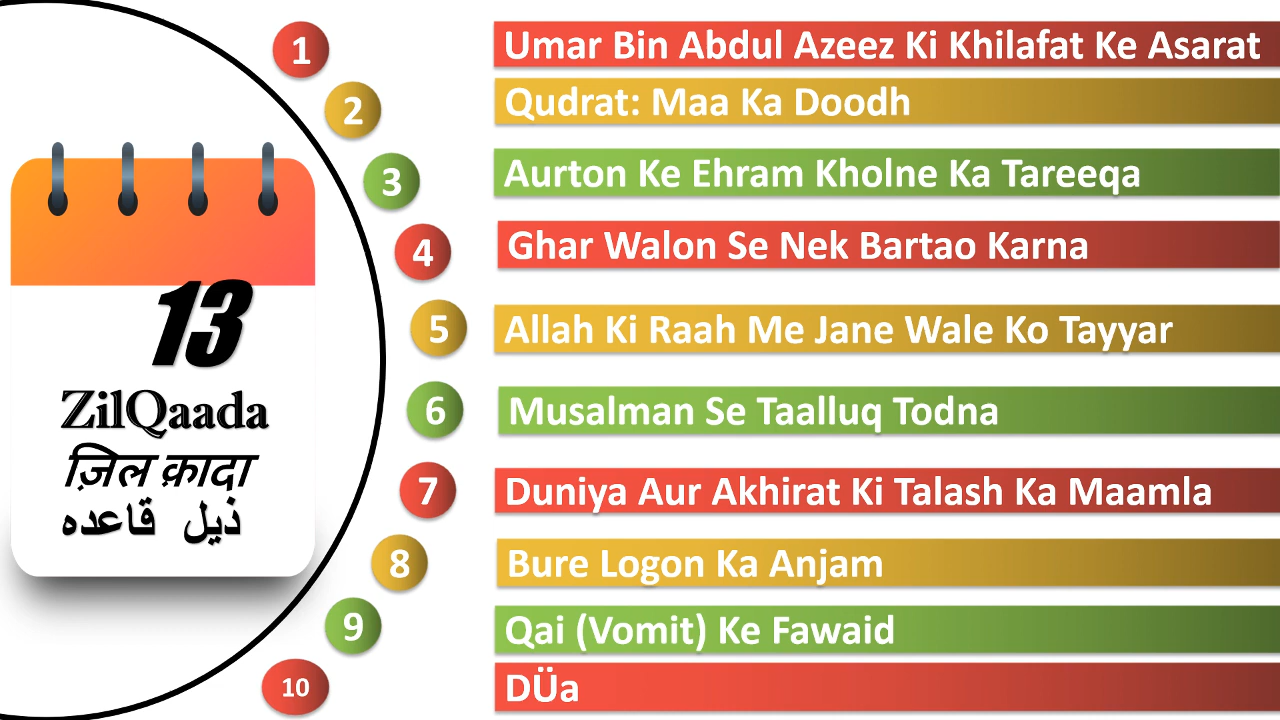 1 Umar Bin Abdul Azeez Ki Khilafat Ke Asarat
2 Qudrat: Maa Ka Doodh
3 Aurton Ke Ehram Kholne Ka Tareeqa
4 Ghar Walon Se Nek Bartao Karna
5 Allah Ki Raah Me Jane Wale Ko Tayyar
6 Musalman Se Taalluq Todna
7 Duniya Aur Akhirat Ki Talash Ka Maamla
8 Bure Logon Ka Anjam
9 Qai (Vomit) Ke Fawaid
10 DÜa
13
ZilQaada
ज़िल क़ादा
ذیل قاعدہ